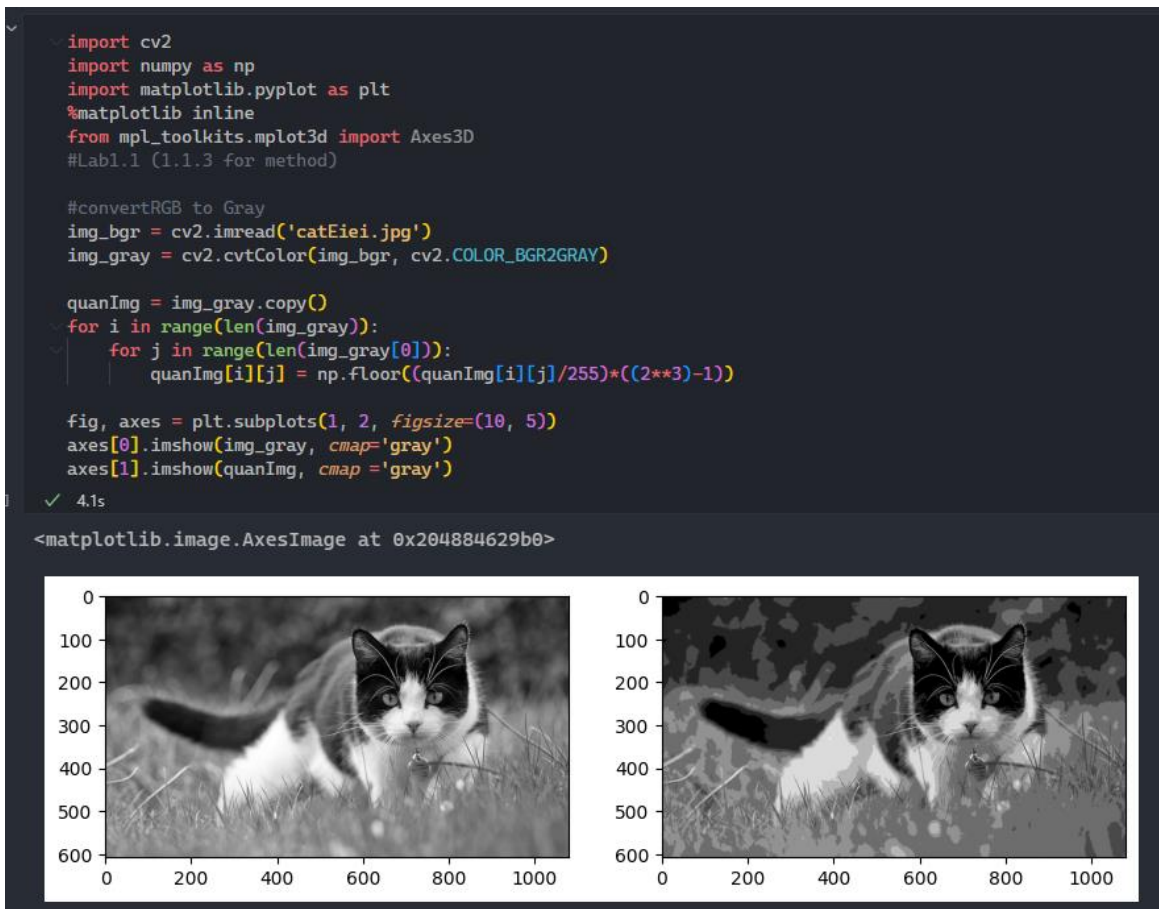 import cv2
import numpy as np
import matplotlib.pyplot as plt
%matplotlib inline
from mpl_toolkits.mplot3d import Axes3D
#Lab1.1 (1.1.3 for method)
#convertRGB to Gray
img_bgr = cv2.imread('catEiei.jpg')
img_gray = cv2.cvtColor(img_bgr, cv2.COLOR_BGR2GRAY)
quanImg = img_gray.copy()
for i in range(len(img_gray)):
    for j in range(len(img_gray[0])):
        quanImg[i][j] = np.floor((quanImg[i][j]/255)*((2**3)-1))
fig, axes = plt.subplots(1, 2, figsize=(10, 5))
axes[0].imshow(img_gray, cmap='gray')
axes[1].imshow(quanImg, cmap ='gray')
✓ 4.1s
<matplotlib.image.AxesImage at 0x204884629b0>
0
100
200
300
400
500
600
0 200 400 600 800 1000
0
100
200
300
400
500
600
0 200 400 600 800 1000